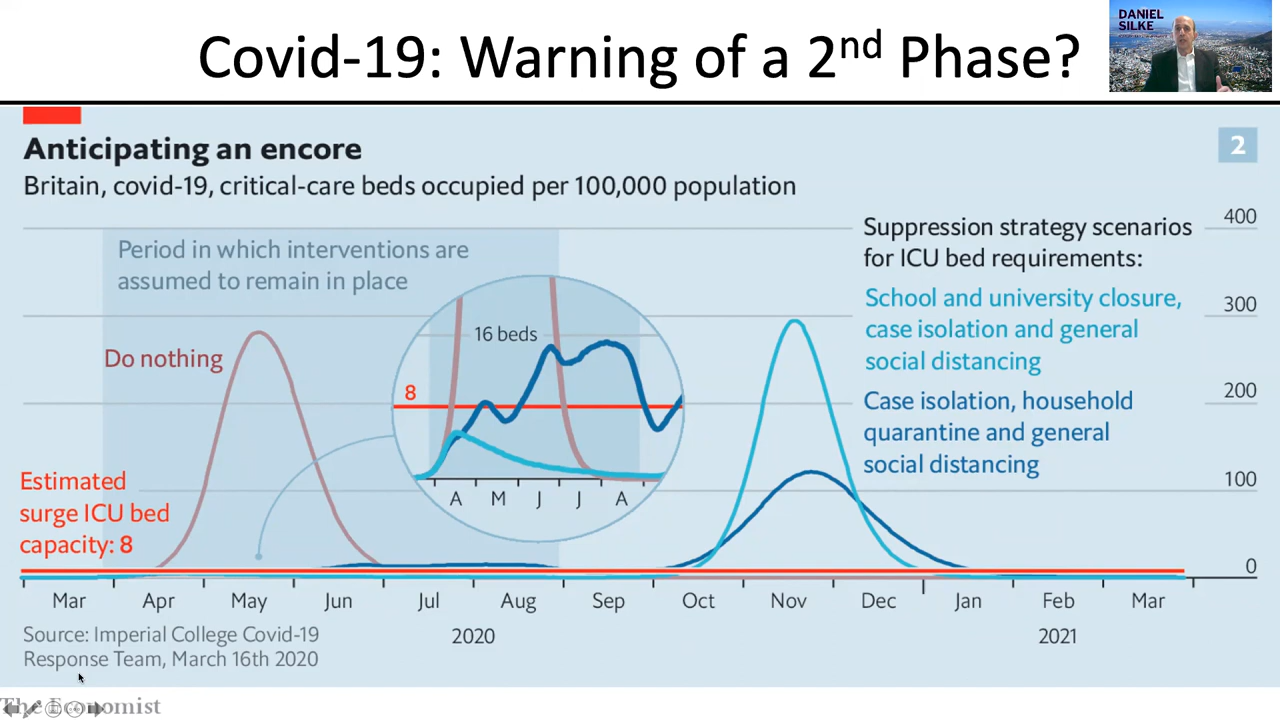 Covid-19: Warning of a 2nd Phase?
DANIEL
SILKE
Anticipating an encore
2
Britain, covid-19, critical-care beds occupied per 100,000 population
Period in which interventions are
assumed to remain in place
Suppression strategy scenarios
for ICU bed requirements:
School and university closure,
case isolation and general
social distancing
Case isolation, household
quarantine and general
social distancing
400
300
200
100
0
Do nothing
16 beds
8
A M J J A
Estimated
surge ICU bed
capacity: 8
Mar Apr May Jun Jul Aug Sep Oct Nov Dec Jan Feb Mar
2020 2021
Source: Imperial College Covid-19
Response Team, March 16th 2020
The Economist